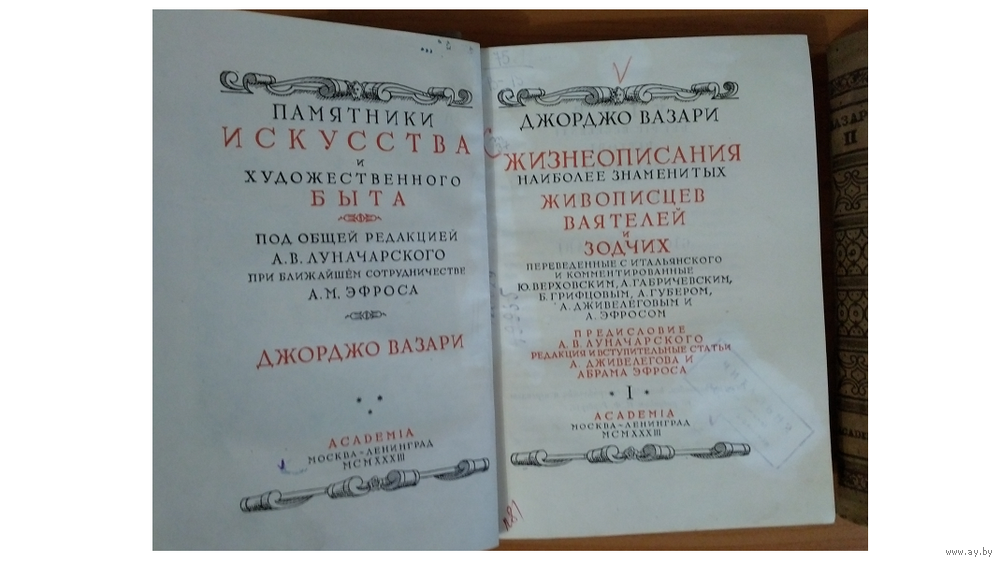 ПАМЯТНИКИ
ИСКУССТВА
И
ХУДОЖЕСТВЕННОГО
БЫТА
ПОД ОБЩЕЙ РЕДАКЦИЕЙ
А.В. ЛУНАЧАРСКОГО
ПРИ БЛИЖАЙШЕМ СОТРУДНИЧЕСТВЕ
А.М. ЭФРОСА
ДЖОРДЖО ВАЗАРИ
ACADEMIA
МОСКВА–ЛЕНИНГРАД
MCMXXXIII
75
ДЖОРДЖО ВАЗАРИ
ЖИЗНЕОПИСАНИЯ
НАИБОЛЕЕ ЗНАМЕНИТЫХ
ЖИВОПИСЦЕВ
ВАЯТЕЛЕЙ
И
ЗОДЧИХ
ПЕРЕВЕДЕННЫЕ С ИТАЛЬЯНСКОГО
И КОММЕНТИРОВАННЫЕ
Ю. ВЕРХОВСКИМ, А. ГАБРИЧЕВСКИМ,
Б. ГРИФЦОВЫМ, А. ГУБЕРОМ,
А. ДЖИВЕЛЕГОВЫМ И
А. ЭФРОСОМ
ПРЕДИСЛОВИЕ
А.В. ЛУНАЧАРСКОГО
РЕДАКЦИЯ И ВСТУПИТЕЛЬНЫЕ СТАТЬИ
А. ДЖИВЕЛЕГОВА И
АБРАМА ЭФРОСА
I
ACADEMIA
МОСКВА–ЛЕНИНГРАД
MCMXXXIII
II
www.ay.by